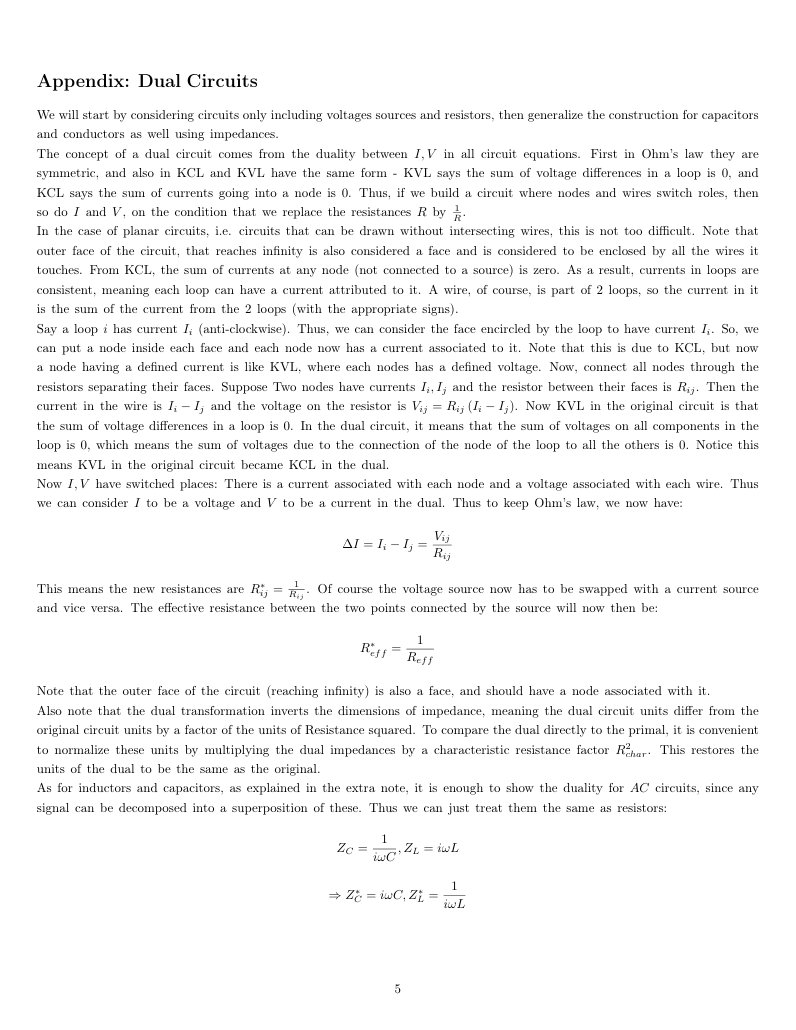 Appendix: Dual Circuits
We will start by considering circuits only including voltages sources and resistors, then generalize the construction for capacitors
and conductors as well using impedances.
The concept of a dual circuit comes from the duality between I, V in all circuit equations. First in Ohm's law they are
symmetric, and also in KCL and KVL have the same form - KVL says the sum of voltage differences in a loop is 0, and
KCL says the sum of currents going into a node is 0. Thus, if we build a circuit where nodes and wires switch roles, then
so do I and V, on the condition that we replace the resistances R by 1/R.
In the case of planar circuits, i.e. circuits that can be drawn without intersecting wires, this is not too difficult. Note that
outer face of the circuit, that reaches infinity is also considered a face and is considered to be enclosed by all the wires it
touches. From KCL, the sum of currents at any node (not connected to a source) is zero. As a result, currents in loops are
consistent, meaning each loop can have a current attributed to it. A wire, of course, is part of 2 loops, so the current in it
is the sum of the current from the 2 loops (with the appropriate signs).
Say a loop i has current I_i (anti-clockwise). Thus, we can consider the face encircled by the loop to have current I_i. So, we
can put a node inside each face and each node now has a current associated to it. Note that this is due to KCL, but now
a node having a defined current is like KVL, where each nodes has a defined voltage. Now, connect all nodes through the
resistors separating their faces. Suppose Two nodes have currents I_i, I_j and the resistor between their faces is R_ij. Then the
current in the wire is I_i − I_j and the voltage on the resistor is V_ij = R_ij (I_i − I_j). Now KVL in the original circuit is that
the sum of voltage differences in a loop is 0. In the dual circuit, it means that the sum of voltages on all components in the
loop is 0, which means the sum of voltages due to the connection of the node of the loop to all the others is 0. Notice this
means KVL in the original circuit became KCL in the dual.
Now I, V have switched places: There is a current associated with each node and a voltage associated with each wire. Thus
we can consider I to be a voltage and V to be a current in the dual. Thus to keep Ohm's law, we now have:
ΔI = I_i − I_j = V_ij/R_ij
This means the new resistances are R*_ij = 1/R_ij. Of course the voltage source now has to be swapped with a current source
and vice versa. The effective resistance between the two points connected by the source will now then be:
R*_eff = 1/R_eff
Note that the outer face of the circuit (reaching infinity) is also a face, and should have a node associated with it.
Also note that the dual transformation inverts the dimensions of impedance, meaning the dual circuit units differ from the
original circuit units by a factor of the units of Resistance squared. To compare the dual directly to the primal, it is convenient
to normalize these units by multiplying the dual impedances by a characteristic resistance factor R²_char. This restores the
units of the dual to be the same as the original.
As for inductors and capacitors, as explained in the extra note, it is enough to show the duality for AC circuits, since any
signal can be decomposed into a superposition of these. Thus we can just treat them the same as resistors:
Z_C = 1/(iωC), Z_L = iωL
⇒ Z*_C = iωC, Z*_L = 1/(iωL)
5